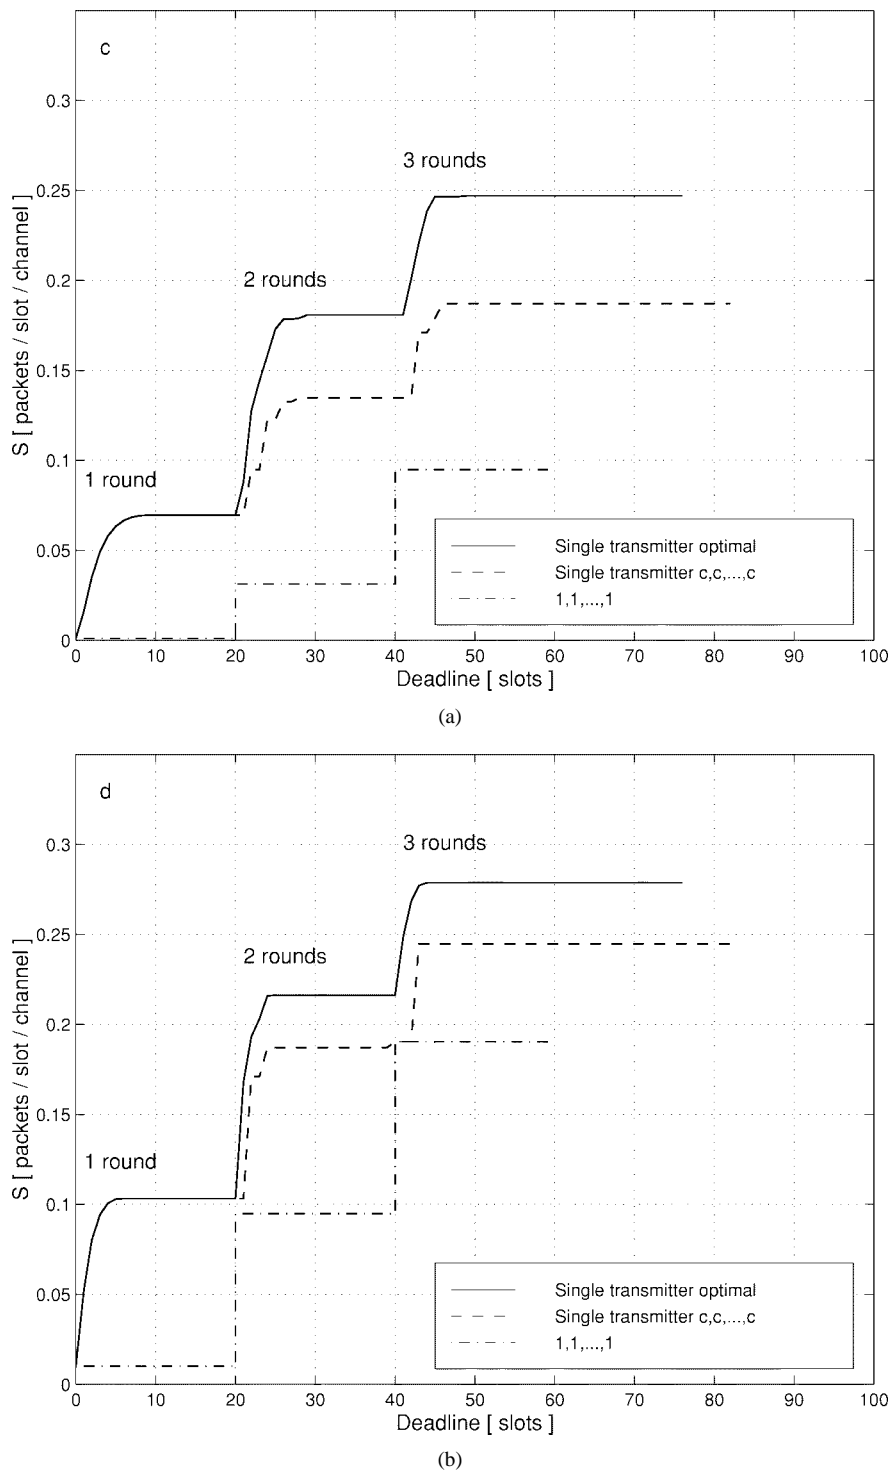 c
0.3
3 rounds
0.25
2 rounds
0.2
0.15
S [ packets / slot / channel ]
0.1
1 round
0.05
0
Single transmitter optimal
Single transmitter c,c,...,c
1,1,...,1
0 10 20 30 40 50 60 70 80 90 100
Deadline [ slots ]
(a)
d
0.3
3 rounds
0.25
2 rounds
0.2
0.15
S [ packets / slot / channel ]
1 round
0.1
0.05
0
Single transmitter optimal
Single transmitter c,c,...,c
1,1,...,1
0 10 20 30 40 50 60 70 80 90 100
Deadline [ slots ]
(b)